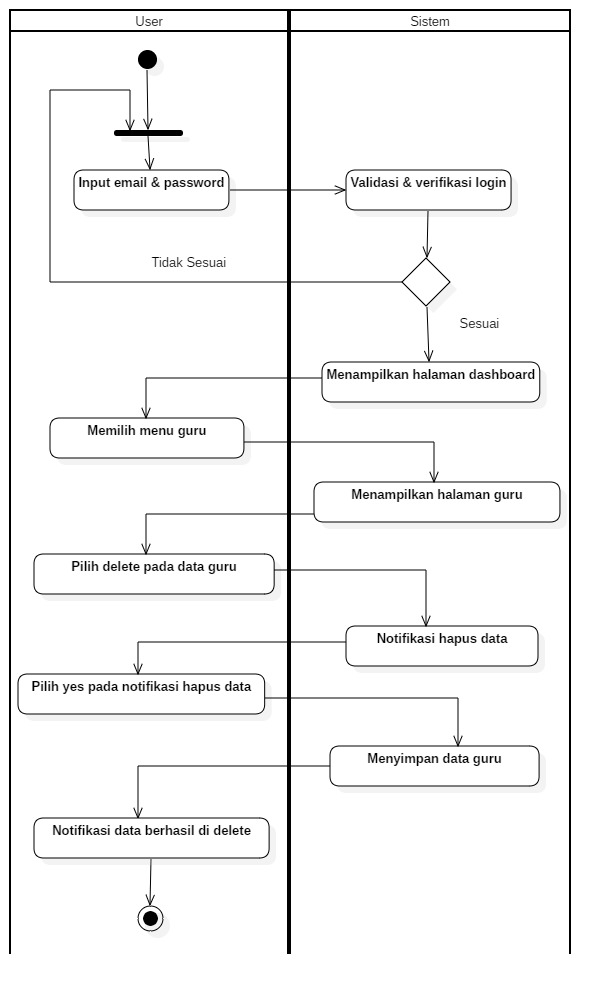 User
Sistem
Input email & password
Validasi & verifikasi login
Tidak Sesuai
Sesuai
Menampilkan halaman dashboard
Memilih menu guru
Menampilkan halaman guru
Pilih delete pada data guru
Notifikasi hapus data
Pilih yes pada notifikasi hapus data
Menyimpan data guru
Notifikasi data berhasil di delete